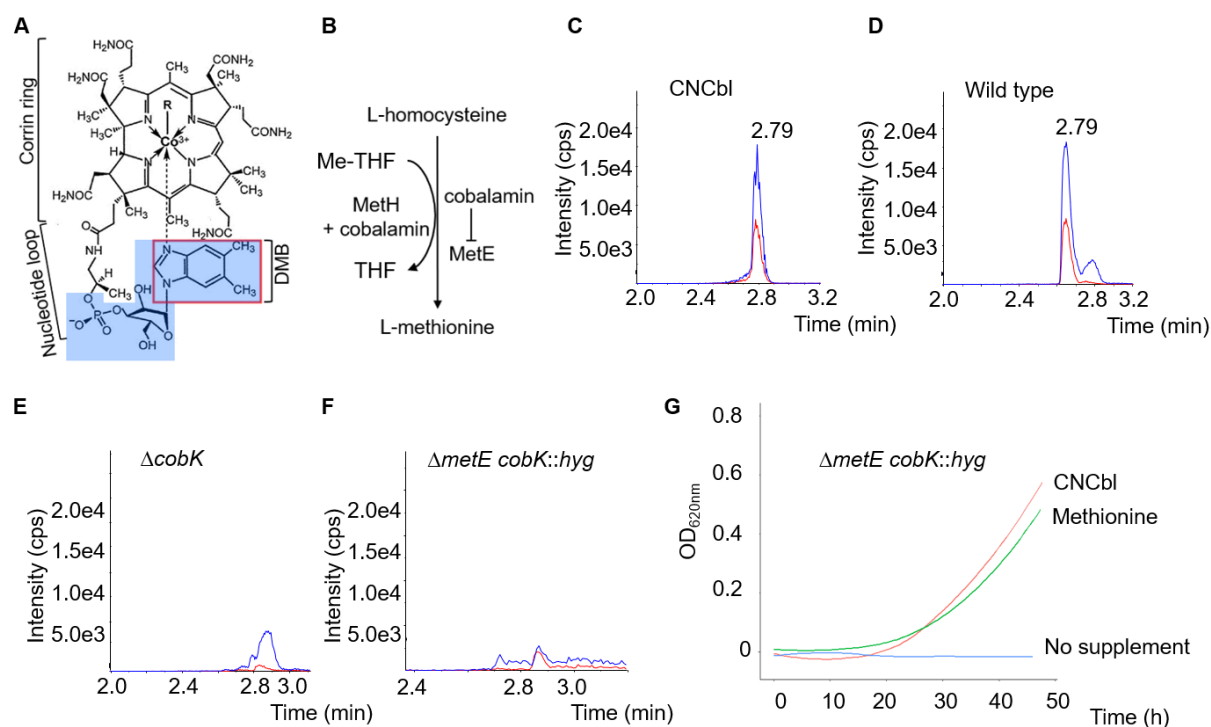 A
Corrin ring
Nucleotide loop
H₂NOC
CONH₂
CH₃
CH₃
H₂NOC
CONH₂
H₃C
R
H₃C
N
N
Co³⁺
CONH₂
H₃C
H
N
N
CH₃
CH₃
H₂NOC
CH₃
CH₃
O
H₂NOC
HN
N
CH₃
CH₃
N
DMB
H
CH₃
O
OH
⁻O
P
O
O
OH
O
B
L-homocysteine
Me-THF
cobalamin
MetH
+ cobalamin
MetE
THF
L-methionine
C
CNCbl
2.79
Intensity (cps)
2.0e4
1.5e4
1.0e4
5.0e3
2.0 2.4 2.8 3.2
Time (min)
D
Wild type
2.79
Intensity (cps)
2.0e4
1.5e4
1.0e4
5.0e3
2.0 2.8 3.2
Time (min)
E
ΔcobK
Intensity (cps)
2.0e4
1.5e4
1.0e4
5.0e3
2.0 2.4 2.8 3.0
Time (min)
F
ΔmetE cobK::hyg
Intensity (cps)
2.0e4
1.5e4
1.0e4
5.0e3
2.4 2.8 3.0
Time (min)
G
ΔmetE cobK::hyg
OD₆₂₀ₙₘ
0.8
0.6
0.4
0.2
0
CNCbl
Methionine
No supplement
0 10 20 30 40 50
Time (h)